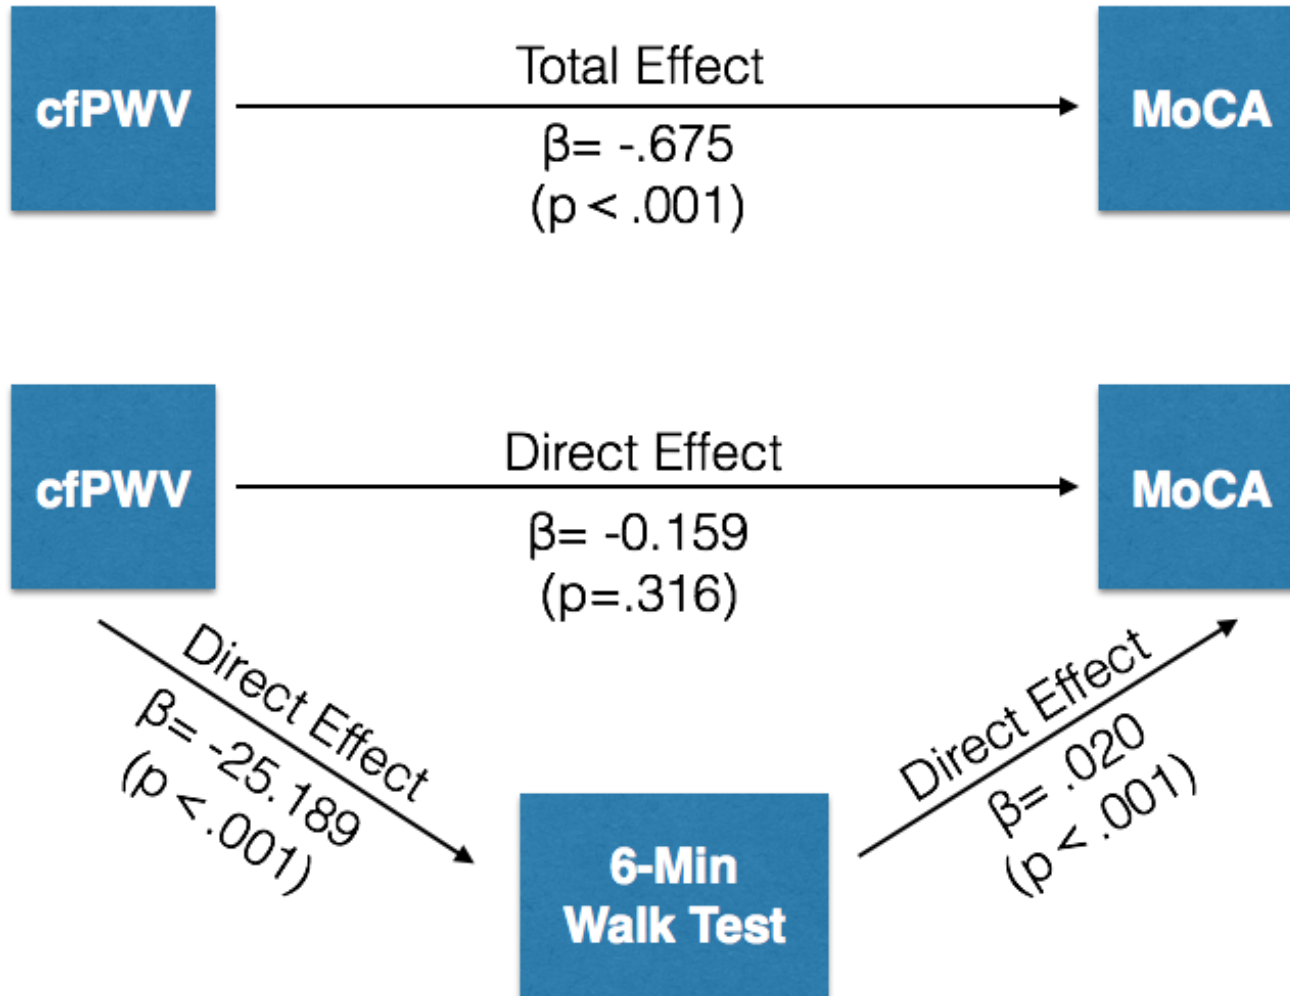 cfPWV
Total Effect
β= -.675
(p < .001)
MoCA
cfPWV
Direct Effect
β= -0.159
(p=.316)
MoCA
Direct Effect
β= -25.189
(p < .001)
6-Min
Walk Test
Direct Effect
β= .020
(p < .001)